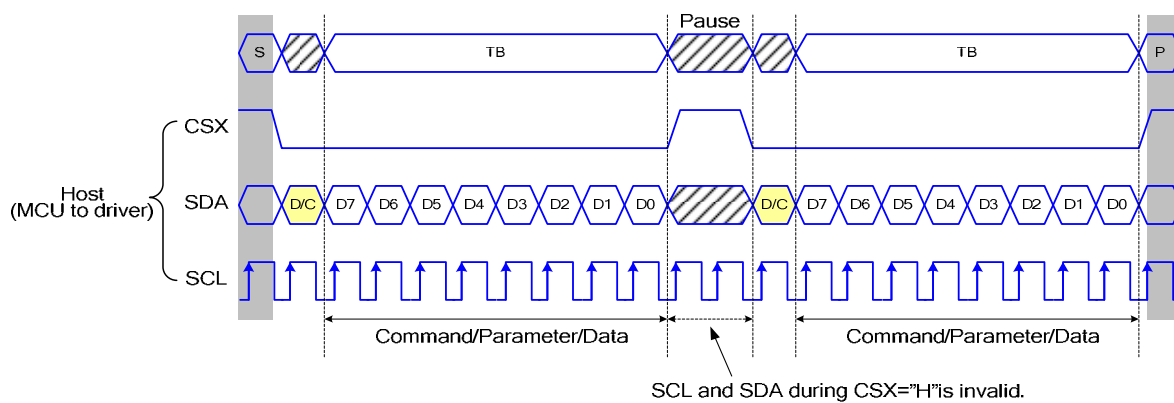 Pause
S TB TB P
CSX
Host
(MCU to driver)
SDA D/C D7 D6 D5 D4 D3 D2 D1 D0 D/C D7 D6 D5 D4 D3 D2 D1 D0
SCL
Command/Parameter/Data Command/Parameter/Data
SCL and SDA during CSX="H"is invalid.